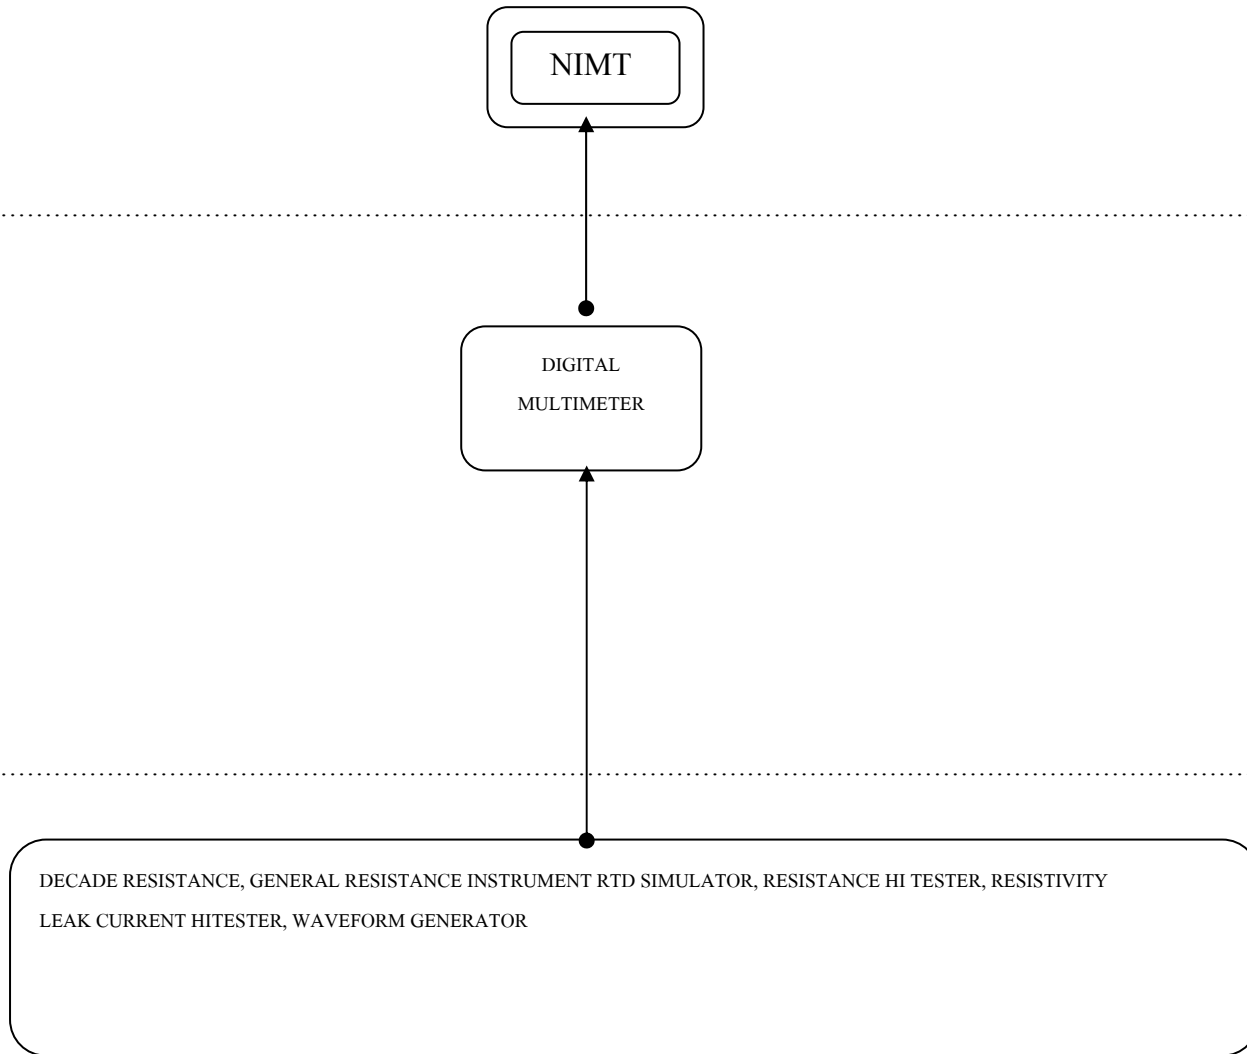 NIMT
DIGITAL
MULTIMETER
DECADE RESISTANCE, GENERAL RESISTANCE INSTRUMENT RTD SIMULATOR, RESISTANCE HI TESTER, RESISTIVITY
LEAK CURRENT HITESTER, WAVEFORM GENERATOR